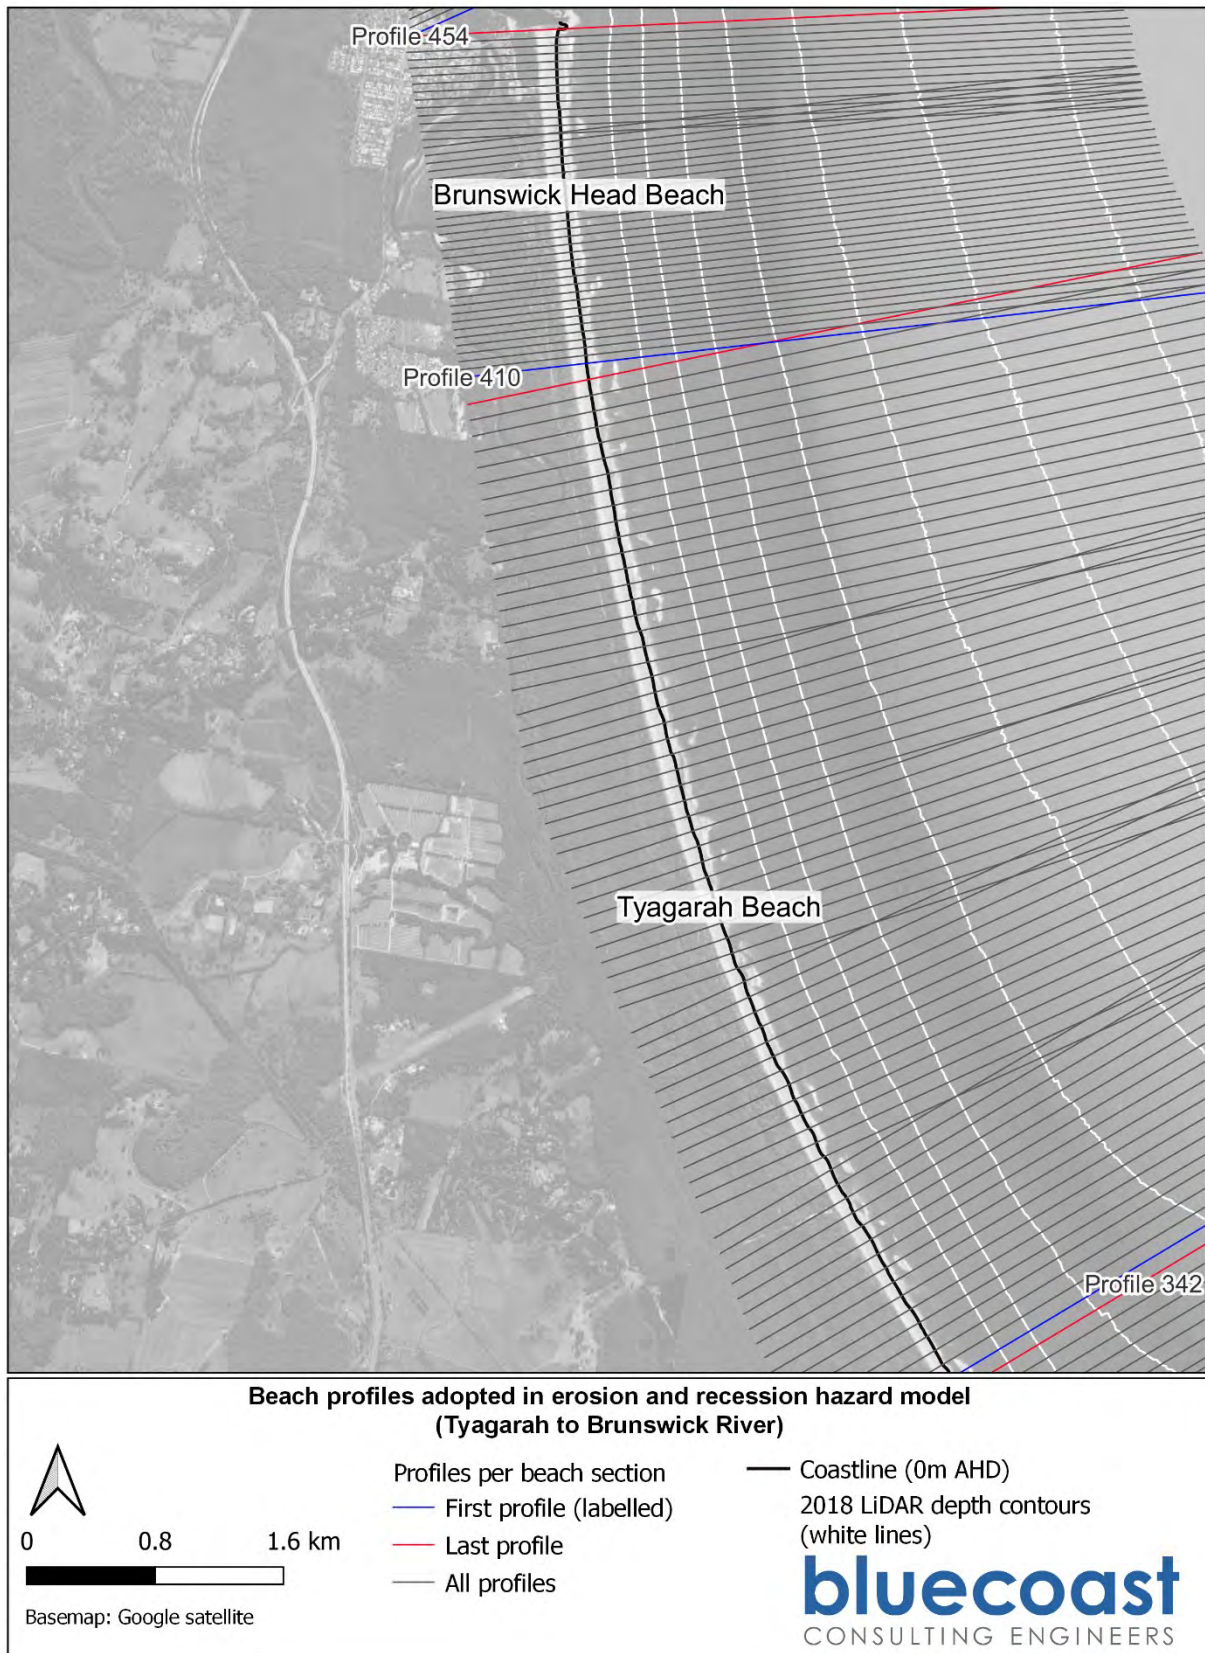 Profile 454
Brunswick Head Beach
Profile 410
Tyagarah Beach
Profile 342
Beach profiles adopted in erosion and recession hazard model
(Tyagarah to Brunswick River)
0 0.8 1.6 km
Basemap: Google satellite
Profiles per beach section
First profile (labelled)
Last profile
All profiles
Coastline (0m AHD)
2018 LiDAR depth contours
(white lines)
bluecoast
CONSULTING ENGINEERS